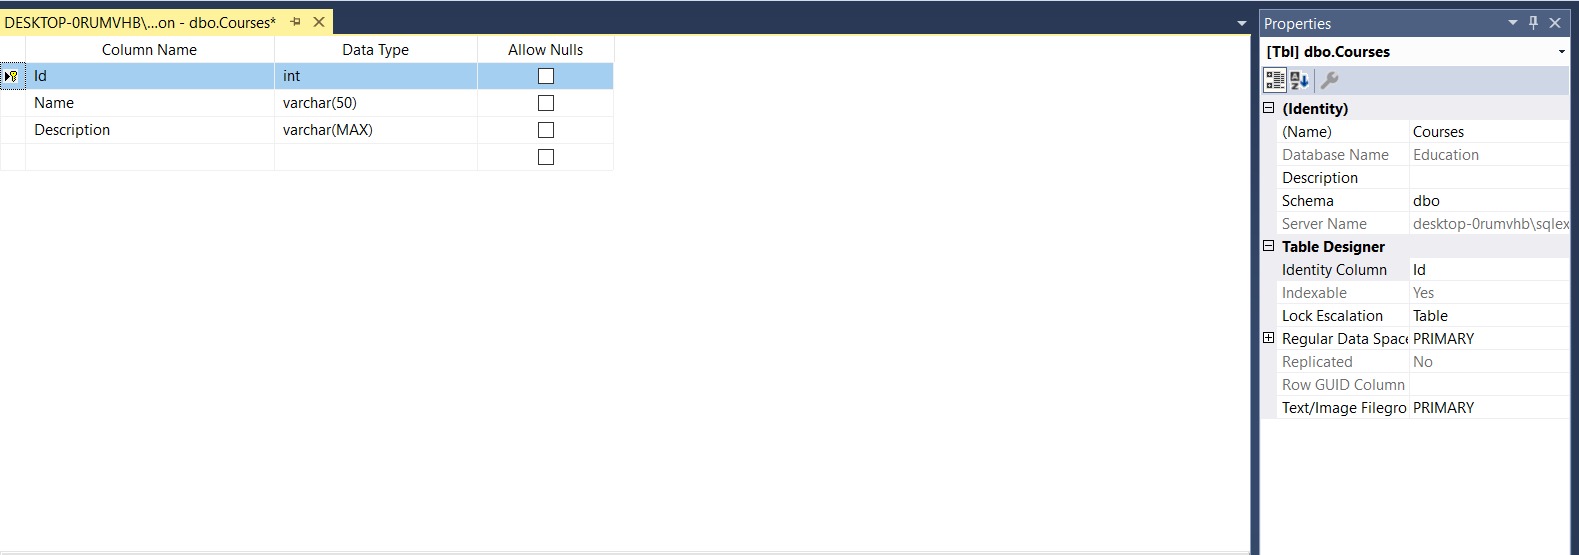 DESKTOP-0RUMVHB\...on - dbo.Courses*
Column Name Data Type Allow Nulls
Id int
Name varchar(50)
Description varchar(MAX)
Properties
[Tbl] dbo.Courses
(Identity)
(Name) Courses
Database Name Education
Description
Schema dbo
Server Name desktop-0rumvhb\sqlex
Table Designer
Identity Column Id
Indexable Yes
Lock Escalation Table
Regular Data Space PRIMARY
Replicated No
Row GUID Column
Text/Image Filegro PRIMARY